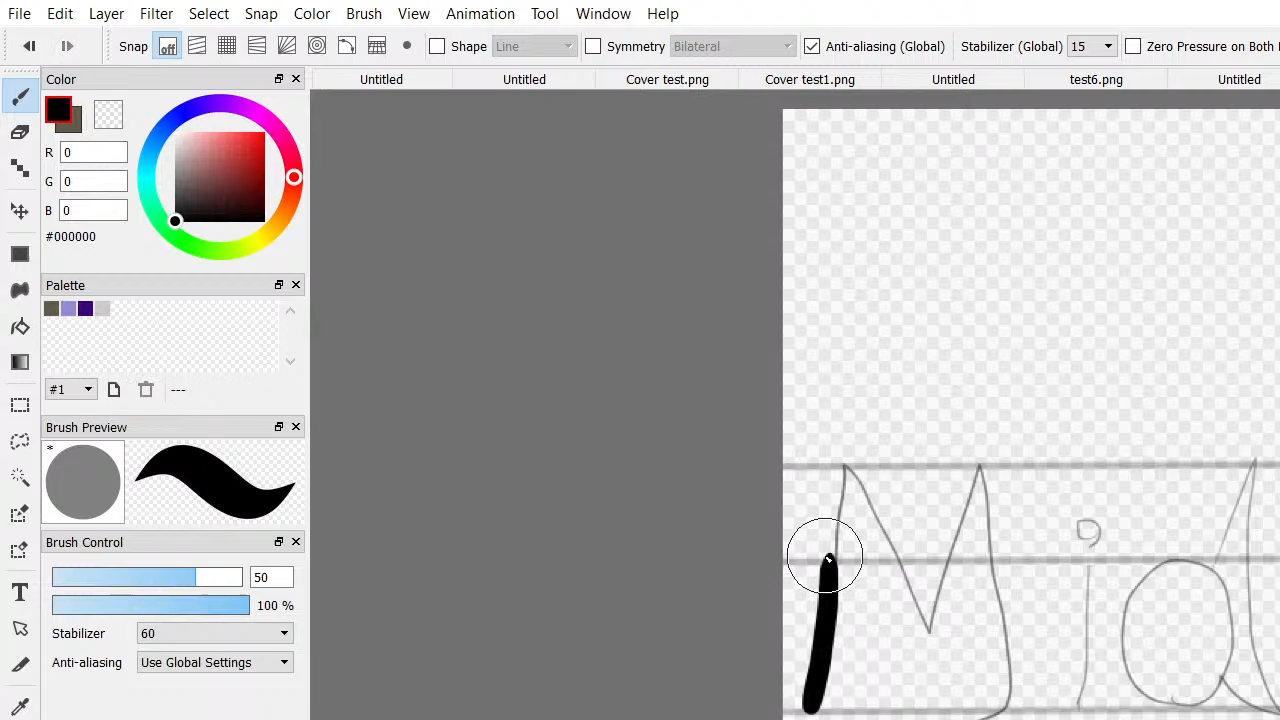 File Edit Layer Filter Select Snap Color Brush View Animation Tool Window Help
Snap off Shape Line Symmetry Bilateral Anti-aliasing (Global) Stabilizer (Global) 15 Zero Pressure on Both
Color
Untitled Untitled Cover test.png Cover test1.png Untitled test6.png Untitled
R 0
G 0
B 0
#000000
Palette
#1 ---
Brush Preview
*
Brush Control
50
100 %
Stabilizer 60
Anti-aliasing Use Global Settings